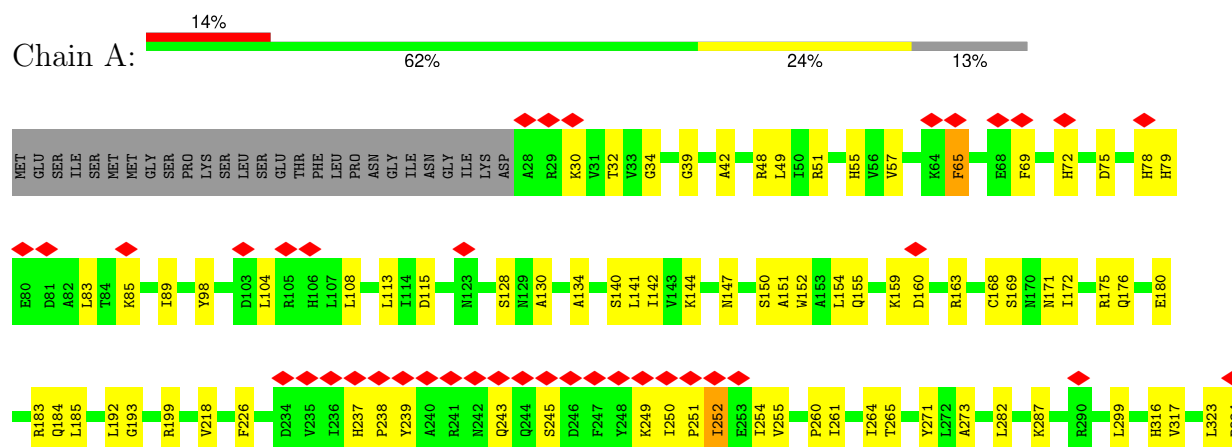 14%
Chain A:
62% 24% 13%
MET GLU SER ILE SER MET MET GLY SER PRO LYS SER LEU SER GLU THR PHE LEU PRO ASN GLY ILE ASN GLY ILE LYS ASP A28 R29 K30 V31 T32 V33 G34 G39 A42 R48 L49 I50 R51 H55 V56 V57 K64 F65 E68 F69 H72 D75 H78 H79
E80 D81 A82 L83 T84 K85 I89 Y98 D103 L104 R105 H106 L107 L108 L113 I114 D115 N123 S128 N129 A130 A134 S140 L141 I142 V143 K144 N147 S150 A151 W152 A153 L154 Q155 K159 D160 R163 C168 S169 N170 N171 I172 R175 Q176 E180
R183 Q184 L185 L192 G193 R199 V218 F226 D234 V235 I236 H237 P238 Y239 A240 R241 N242 Q243 Q244 S245 D246 F247 Y248 K249 I250 P251 I252 E253 I254 V255 P260 I261 I264 T265 Y271 L272 A273 L282 K287 R290 L299 H316 V317 L323